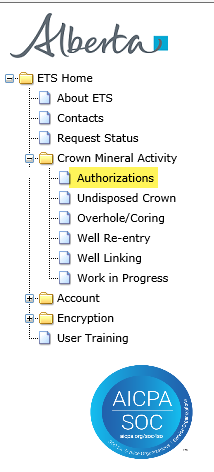 Alberta
ETS Home
About ETS
Contacts
Request Status
Crown Mineral Activity
Authorizations
Undisposed Crown
Overhole/Coring
Well Re-entry
Well Linking
Work in Progress
Account
Encryption
User Training
AICPA
SOC
aicpa.org/soc4so